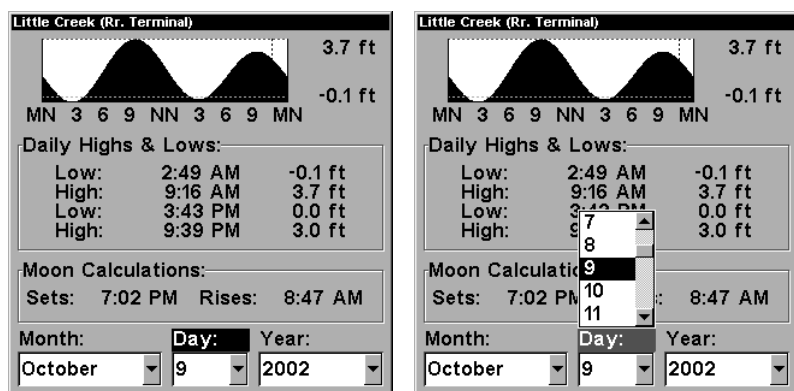 Little Creek (Rr. Terminal)
3.7 ft
-0.1 ft
MN 3 6 9 NN 3 6 9 MN
Daily Highs & Lows:
Low: 2:49 AM -0.1 ft
High: 9:16 AM 3.7 ft
Low: 3:43 PM 0.0 ft
High: 9:39 PM 3.0 ft
Moon Calculations:
Sets: 7:02 PM Rises: 8:47 AM
Month: Day: Year:
October 9 2002
Little Creek (Rr. Terminal)
3.7 ft
-0.1 ft
MN 3 6 9 NN 3 6 9 MN
Daily Highs & Lows:
Low: 2:49 AM -0.1 ft
High: 9:16 AM 3.7 ft
Low: 0.0 ft
High: 3.0 ft
7
8
9
10
11
Moon
Sets: 7:02 8:47 AM
Month: Day: Year:
October 9 2002